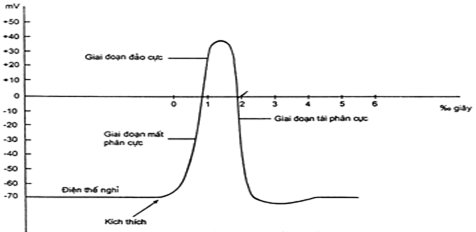 mV
+50
+40
+30
+20
+10
0
-10
-20
-30
-40
-50
-60
-70
Giai đoạn đảo cực
0 1 2 3 4 5 6
‰ giây
Giai đoạn tái phân cực
Giai đoạn mất
phân cực
Điện thế nghỉ
Kích thích